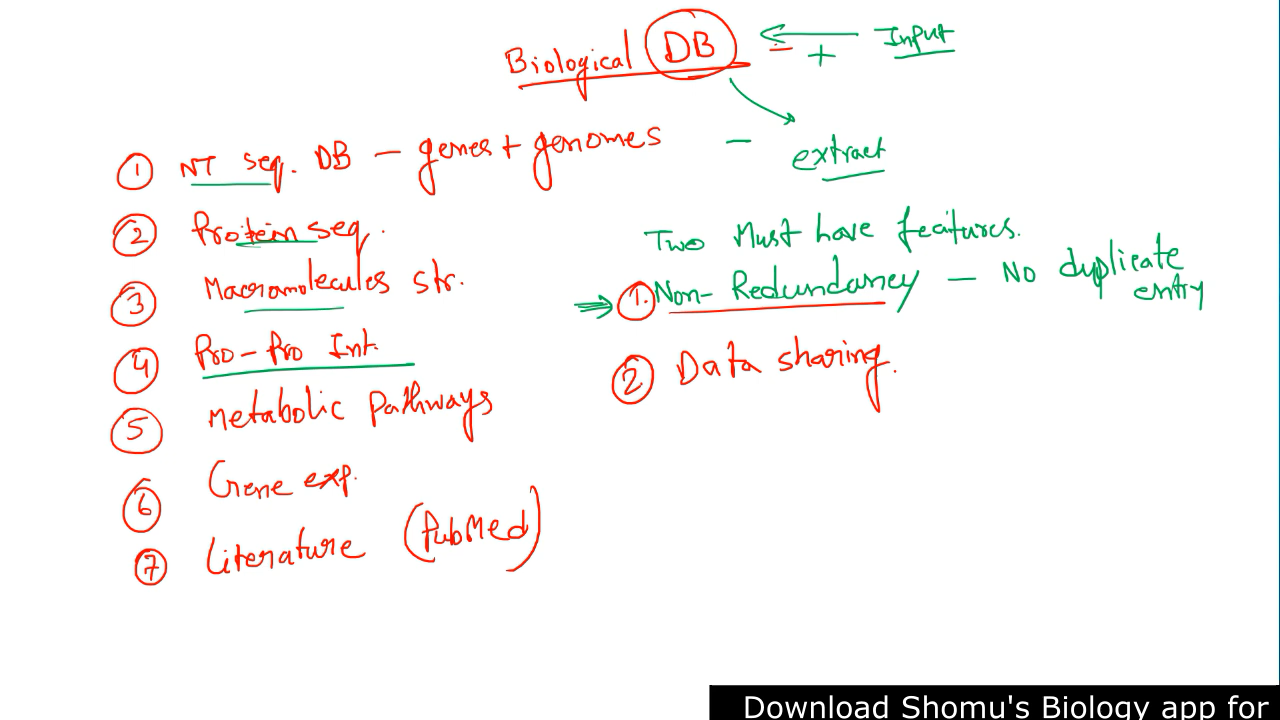 Biological DB
Input
+
extract
① NT seq. DB – genes + genomes –
② Protein seq.
③ Macromolecules str.
④ Pro-Pro Int.
⑤ Metabolic Pathways
⑥ Gene exp.
⑦ Literature (PubMed)
Two Must have features.
⇒ ① Non-Redundancy – No duplicate
entry
② Data sharing.
Download Shomu's Biology app for